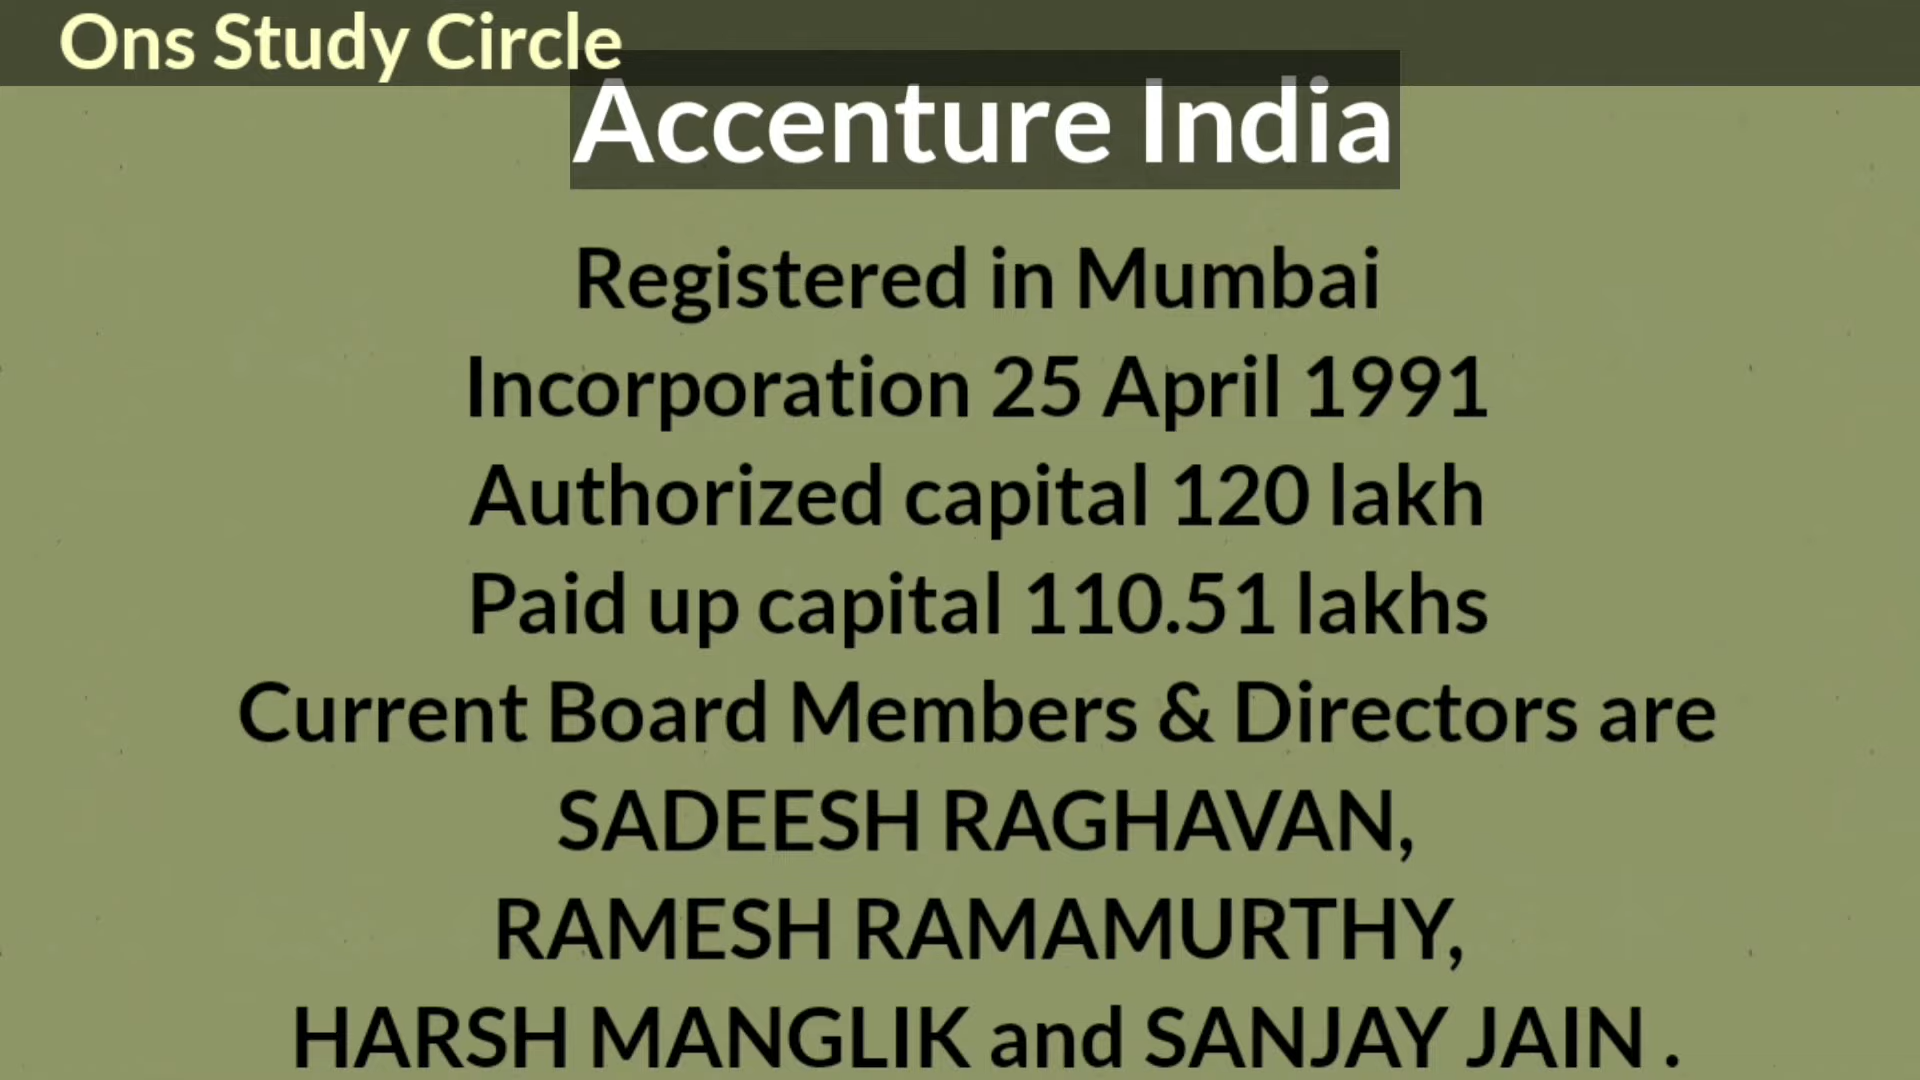 Ons Study Circle
Accenture India
Registered in Mumbai
Incorporation 25 April 1991
Authorized capital 120 lakh
Paid up capital 110.51 lakhs
Current Board Members & Directors are
SADEESH RAGHAVAN,
RAMESH RAMAMURTHY,
HARSH MANGLIK and SANJAY JAIN .